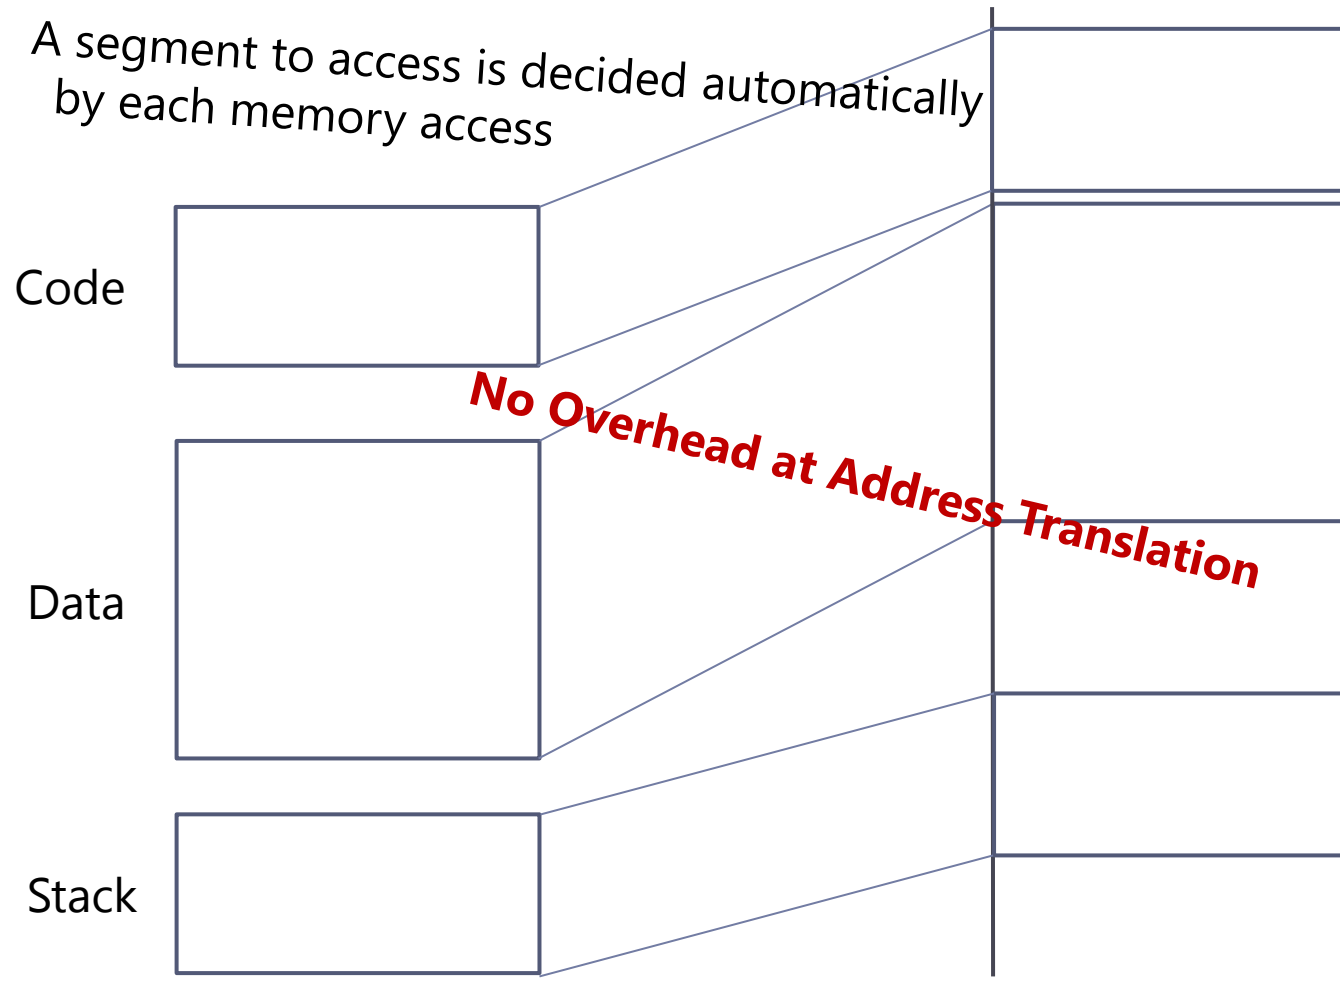 A segment to access is decided automatically
by each memory access
Code
No Overhead at Address Translation
Data
Stack